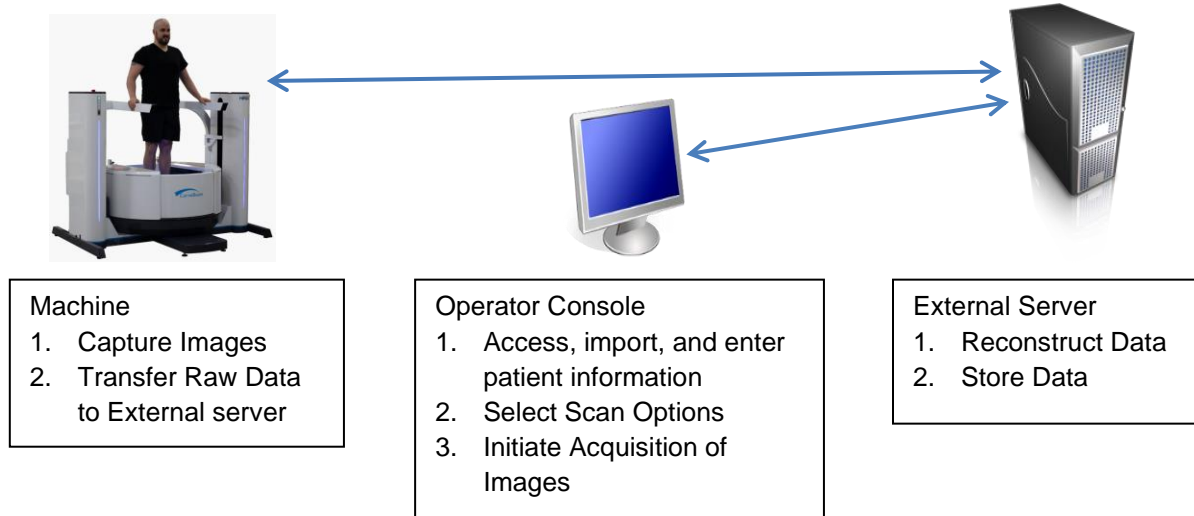 Machine
1. Capture Images
2. Transfer Raw Data
to External server
Operator Console
1. Access, import, and enter
patient information
2. Select Scan Options
3. Initiate Acquisition of
Images
External Server
1. Reconstruct Data
2. Store Data